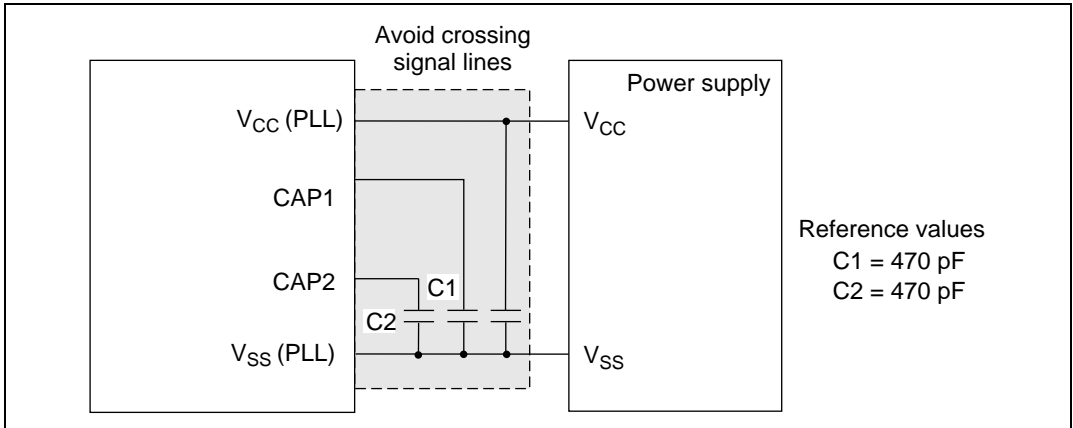 Avoid crossing
signal lines
Power supply
VCC (PLL)
VCC
CAP1
CAP2
C1
C2
VSS (PLL)
VSS
Reference values
C1 = 470 pF
C2 = 470 pF